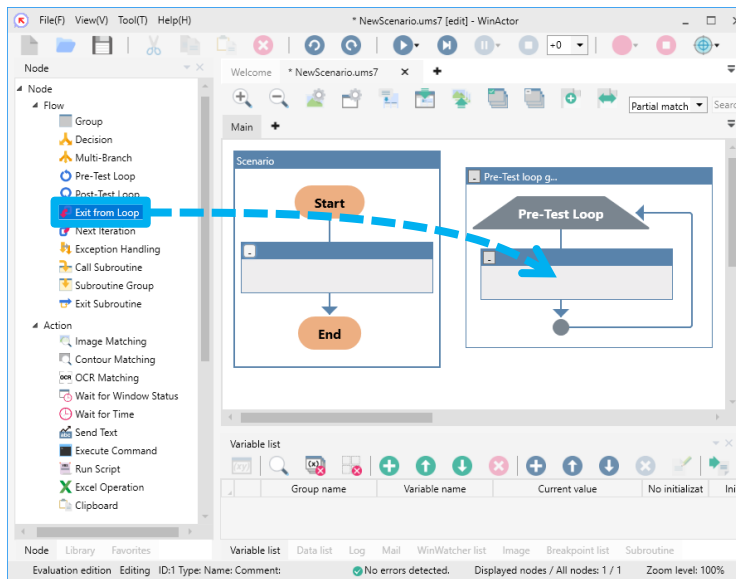 File(F) View(V) Tool(T) Help(H)
* NewScenario.ums7 [edit] - WinActor
+0
Node
Welcome * NewScenario.ums7
Node
Flow
Group
Decision
Multi-Branch
Pre-Test Loop
Post-Test Loop
Exit from Loop
Next Iteration
Exception Handling
Call Subroutine
Subroutine Group
Exit Subroutine
Action
Image Matching
Contour Matching
OCR OCR Matching
Wait for Window Status
Wait for Time
Send Text
Execute Command
Run Script
Excel Operation
Clipboard
Partial match Searc
Main
Scenario
Start
End
Pre-Test loop g...
Pre-Test Loop
Variable list
(x)
Group name Variable name Current value No initializat Ini
Node Library Favorites
Variable list Data list Log Mail WinWatcher list Image Breakpoint list Subroutine
Evaluation edition Editing ID:1 Type: Name: Comment: No errors detected. Displayed nodes / All nodes: 1 / 1 Zoom level: 100%